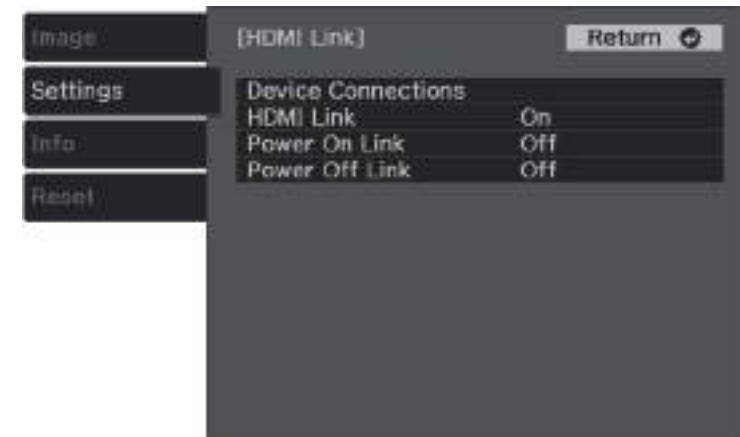 Image
Settings
Info
Reset
[HDMI Link]
Return
Device Connections
HDMI Link On
Power On Link Off
Power Off Link Off